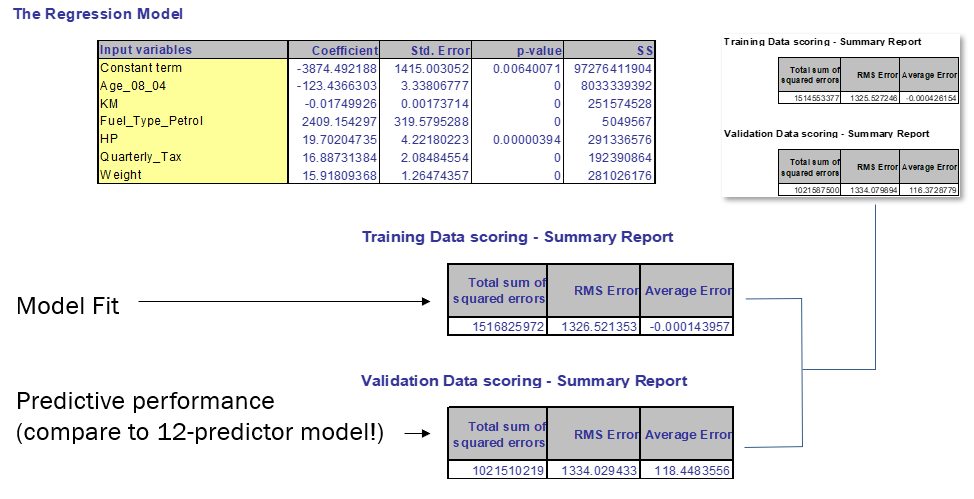 The Regression Model
Input variables Coefficient Std. Error p-value SS
Constant term -3874.492188 1415.003052 0.00640071 97276411904
Age_08_04 -123.4366303 3.33806777 0 8033339392
KM -0.01749926 0.00173714 0 251574528
Fuel_Type_Petrol 2409.154297 319.5795288 0 5049567
HP 19.70204735 4.22180223 0.00000394 291336576
Quarterly_Tax 16.88731384 2.08484554 0 192390864
Weight 15.91809368 1.26474357 0 281026176
Training Data scoring - Summary Report
Total sum of squared errors RMS Error Average Error
1514553377 1325.527246 -0.000426154
Validation Data scoring - Summary Report
Total sum of squared errors RMS Error Average Error
1021587500 1334.079894 116.3728779
Training Data scoring - Summary Report
Total sum of
squared errors RMS Error Average Error
1516825972 1326.521353 -0.000143957
Model Fit
Validation Data scoring - Summary Report
Total sum of
squared errors RMS Error Average Error
1021510219 1334.029433 118.4483556
Predictive performance
(compare to 12-predictor model!)